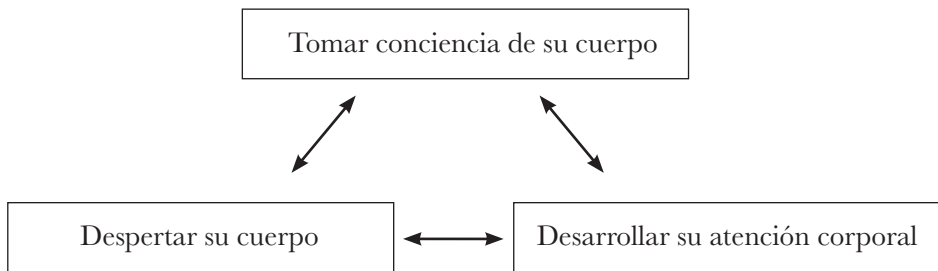 Tomar conciencia de su cuerpo
Despertar su cuerpo
Desarrollar su atención corporal